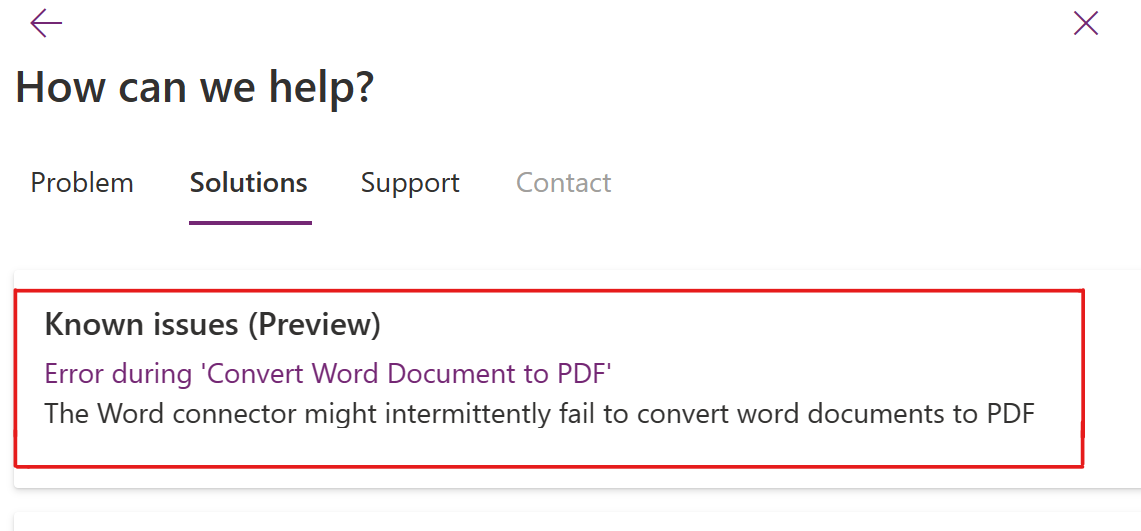 How can we help?
Problem Solutions Support Contact
Known issues (Preview)
Error during 'Convert Word Document to PDF'
The Word connector might intermittently fail to convert word documents to PDF